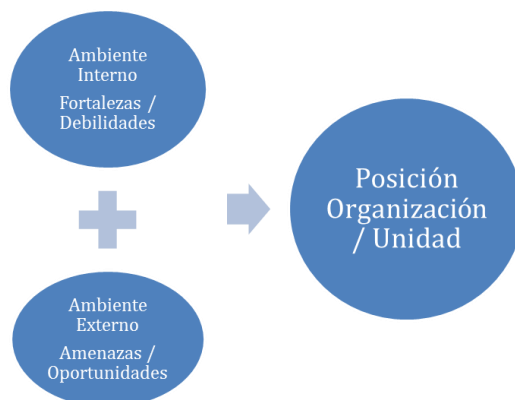 Ambiente
Interno
Fortalezas /
Debilidades
Ambiente
Externo
Amenazas /
Oportunidades
Posición
Organización
/ Unidad